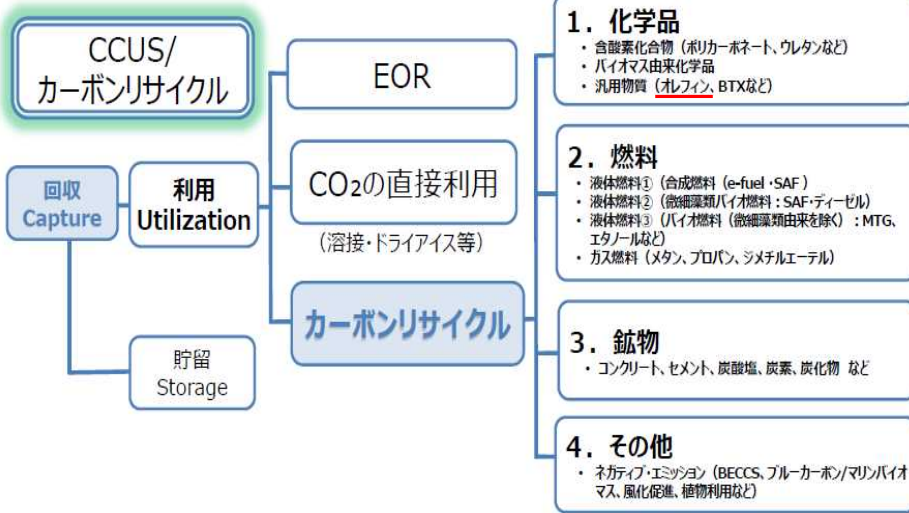 CCUS/
カーボンリサイクル
回収
Capture
利用
Utilization
貯留
Storage
EOR
CO₂の直接利用
（溶接・ドライアイス等）
カーボンリサイクル
1．化学品
・ 含酸素化合物（ポリカーボネート、ウレタンなど）
・ バイオマス由来化学品
・ 汎用物質（オレフィン、BTXなど）
2．燃料
・ 液体燃料①（合成燃料（e-fuel・SAF ）
・ 液体燃料②（微細藻類バイオ燃料：SAF・ディーゼル）
・ 液体燃料③（バイオ燃料（微細藻類由来を除く）：MTG、
エタノールなど）
・ ガス燃料（メタン、プロパン、ジメチルエーテル）
3．鉱物
・ コンクリート、セメント、炭酸塩、炭素、炭化物 など
4．その他
・ ネガティブ・エミッション（BECCS、ブルーカーボン/マリンバイオ
マス、風化促進、植物利用など）